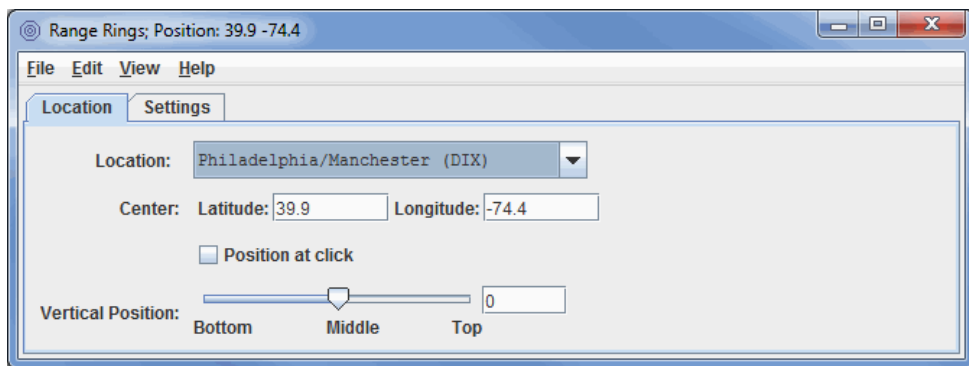 Range Rings; Position: 39.9 -74.4
File Edit View Help
Location Settings
Location: Philadelphia/Manchester (DIX)
Center: Latitude: 39.9 Longitude: -74.4
Position at click
Vertical Position: 0
Bottom Middle Top